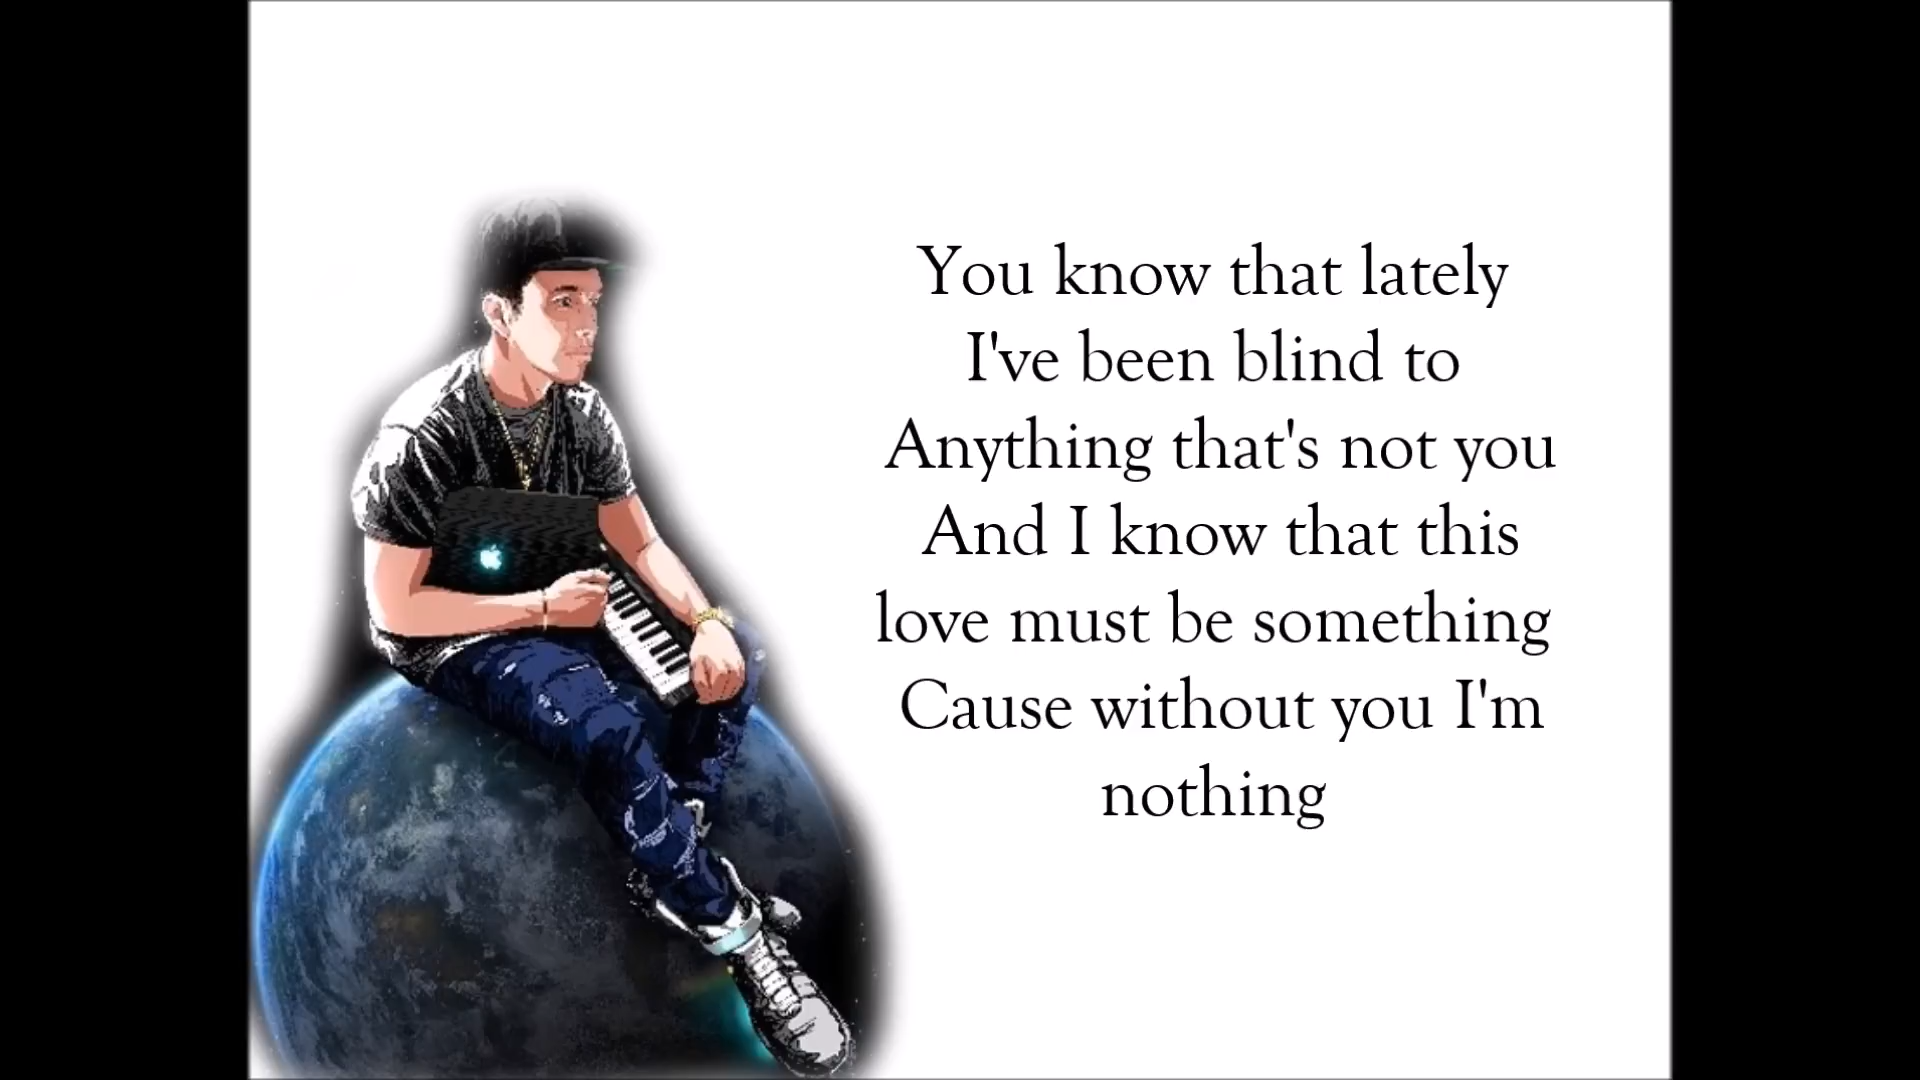 You know that lately
I've been blind to
Anything that's not you
And I know that this
love must be something
Cause without you I'm
nothing